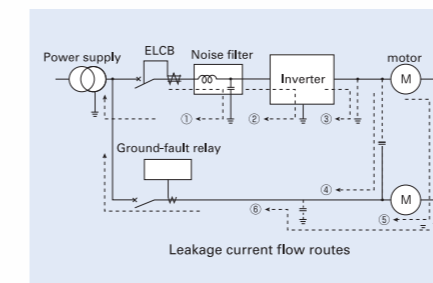 Power supply
ELCB
Noise filter
Inverter
motor
M
①
②
③
Ground-fault relay
④
M
⑥
⑤
Leakage current flow routes